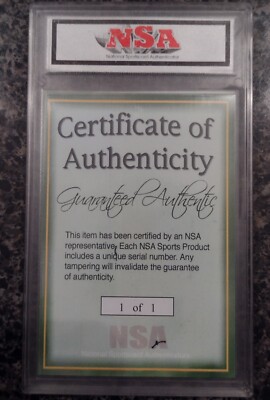 NSA
Certificate of
Authenticity
Guaranteed Authentic
This item has been certified by an NSA
representative. Each NSA Sports Product
includes a unique serial number. Any
tampering will invalidate the guarantee
of authenticity.
1 of 1
NSA